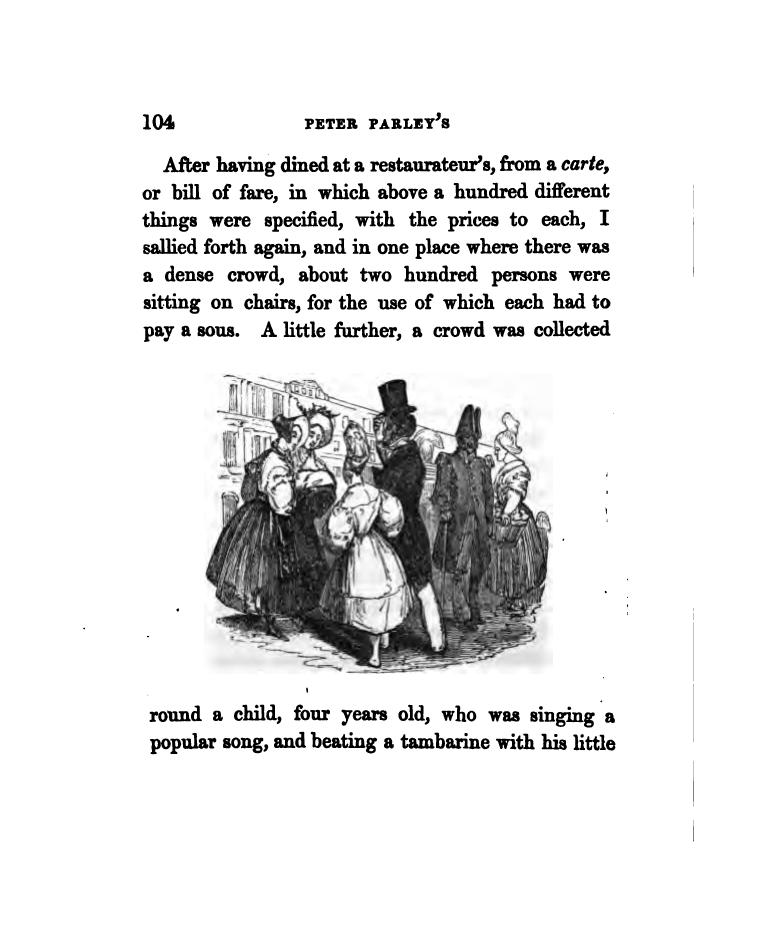 104 PETER PARLEY'S
After having dined at a restaurateur's, from a carte,
or bill of fare, in which above a hundred different
things were specified, with the prices to each, I
sallied forth again, and in one place where there was
a dense crowd, about two hundred persons were
sitting on chairs, for the use of which each had to
pay a sous. A little further, a crowd was collected
round a child, four years old, who was singing a
popular song, and beating a tambarine with his little